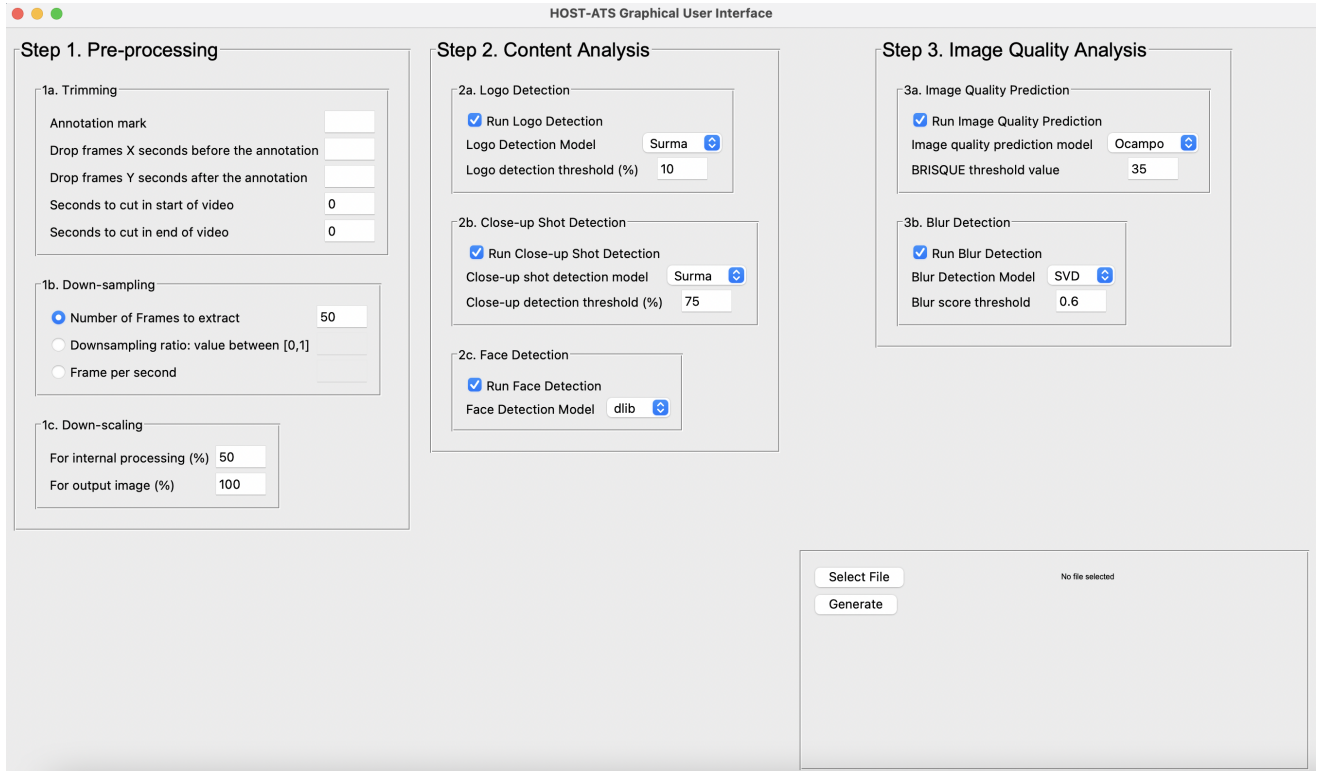 HOST-ATS Graphical User Interface
Step 1. Pre-processing
1a. Trimming
Annotation mark
Drop frames X seconds before the annotation
Drop frames Y seconds after the annotation
Seconds to cut in start of video 0
Seconds to cut in end of video 0
1b. Down-sampling
Number of Frames to extract 50
Downsampling ratio: value between [0,1]
Frame per second
1c. Down-scaling
For internal processing (%) 50
For output image (%) 100
Step 2. Content Analysis
2a. Logo Detection
Run Logo Detection
Logo Detection Model Surma
Logo detection threshold (%) 10
2b. Close-up Shot Detection
Run Close-up Shot Detection
Close-up shot detection model Surma
Close-up detection threshold (%) 75
2c. Face Detection
Run Face Detection
Face Detection Model dlib
Step 3. Image Quality Analysis
3a. Image Quality Prediction
Run Image Quality Prediction
Image quality prediction model Ocampo
BRISQUE threshold value 35
3b. Blur Detection
Run Blur Detection
Blur Detection Model SVD
Blur score threshold 0.6
Select File No file selected
Generate